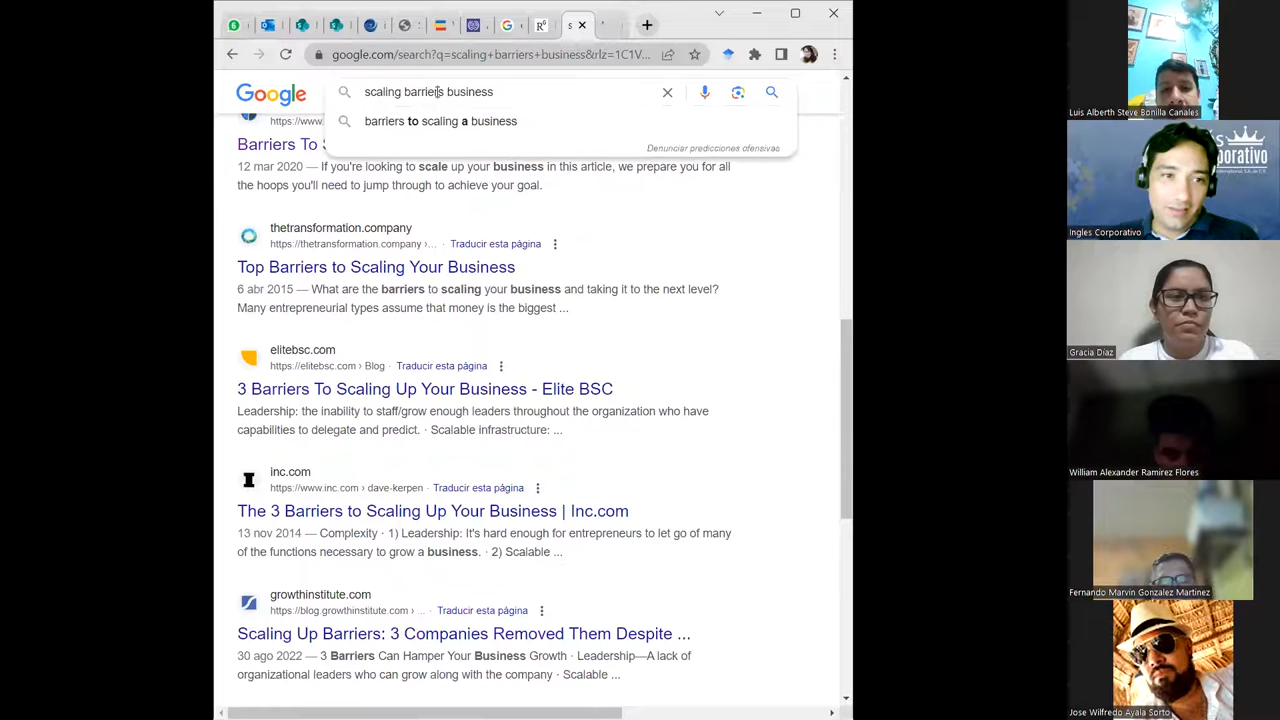 google.com/search?q=scaling+barriers+business&rlz=1C1V...
Google
scaling barriers business
barriers to scaling a business
Denunciar predicciones ofensivas
https://www.
Barriers To S
12 mar 2020 — If you're looking to scale up your business in this article, we prepare you for all
the hoops you'll need to jump through to achieve your goal.
thetransformation.company
https://thetransformation.company ›... Traducir esta página
Top Barriers to Scaling Your Business
6 abr 2015 — What are the barriers to scaling your business and taking it to the next level?
Many entrepreneurial types assume that money is the biggest ...
elitebsc.com
https://elitebsc.com › Blog Traducir esta página
3 Barriers To Scaling Up Your Business - Elite BSC
Leadership: the inability to staff/grow enough leaders throughout the organization who have
capabilities to delegate and predict. · Scalable infrastructure: ...
inc.com
https://www.inc.com › dave-kerpen Traducir esta página
The 3 Barriers to Scaling Up Your Business | Inc.com
13 nov 2014 — Complexity · 1) Leadership: It's hard enough for entrepreneurs to let go of many
of the functions necessary to grow a business. · 2) Scalable ...
growthinstitute.com
https://blog.growthinstitute.com › ... Traducir esta página
Scaling Up Barriers: 3 Companies Removed Them Despite ...
30 ago 2022 — 3 Barriers Can Hamper Your Business Growth · Leadership—A lack of
organizational leaders who can grow along with the company · Scalable ...
Luis Alberth Steve Bonilla Canales
Ingles Corporativo
Gracia Díaz
William Alexander Ramirez Flores
Fernando Marvin Gonzalez Martinez
Jose Wilfredo Ayala Sorto